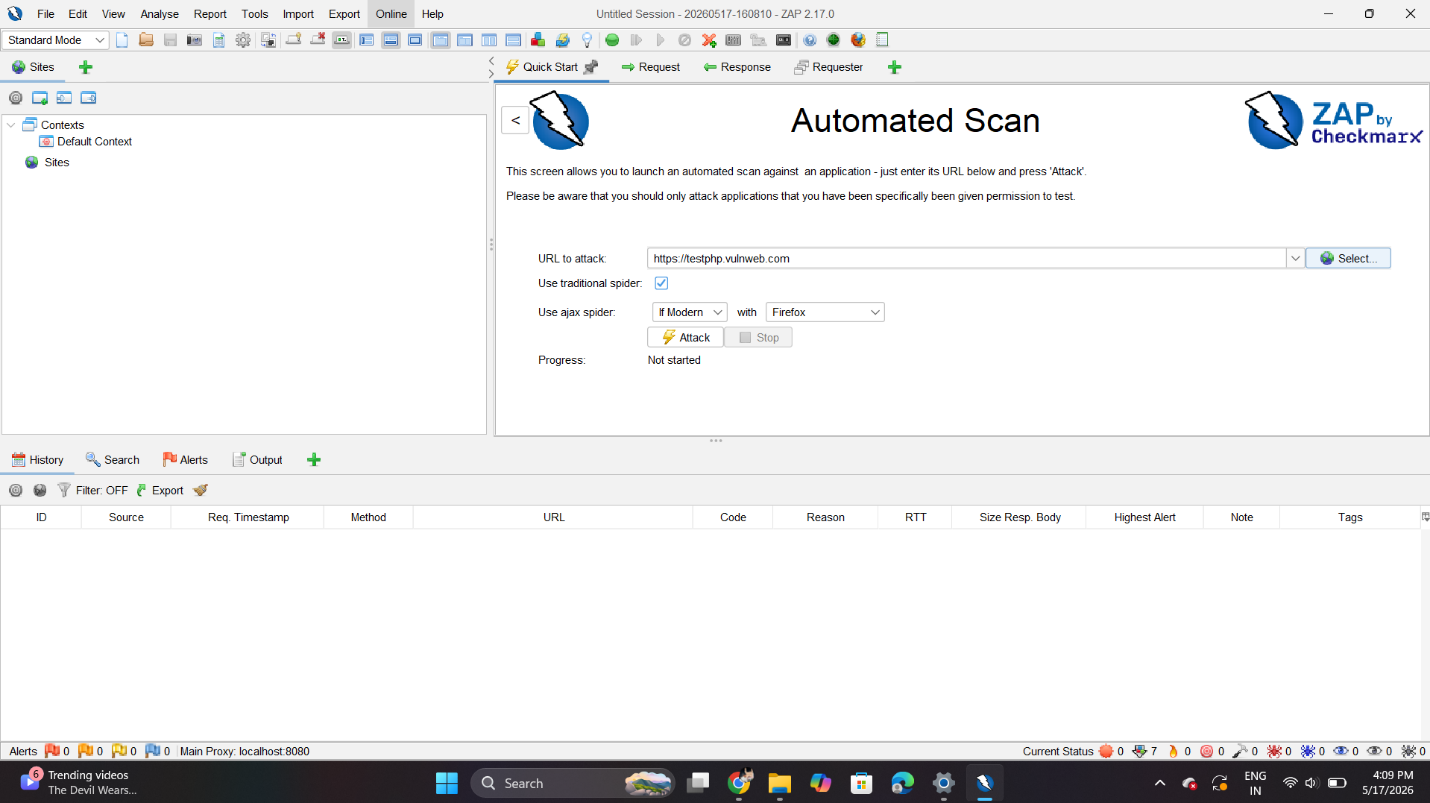 File Edit View Analyse Report Tools Import Export Online Help
Untitled Session - 20260517-160810 - ZAP 2.17.0
Standard Mode
Sites
Quick Start Request Response Requester
Contexts
Default Context
Sites
<
Automated Scan
ZAP by
Checkmarx
This screen allows you to launch an automated scan against  an application - just enter its URL below and press 'Attack'.
Please be aware that you should only attack applications that you have been specifically been given permission to test.
URL to attack: https://testphp.vulnweb.com Select...
Use traditional spider:
Use ajax spider: If Modern with Firefox
Attack Stop
Progress: Not started
History Search Alerts Output
Filter: OFF Export
ID Source Req. Timestamp Method URL Code Reason RTT Size Resp. Body Highest Alert Note Tags
Alerts 0 0 0 0 Main Proxy: localhost:8080
Current Status 0 7 0 0 0 0 0 0 0 0
6
Trending videos
The Devil Wears...
Search
ENG
IN
4:09 PM
5/17/2026